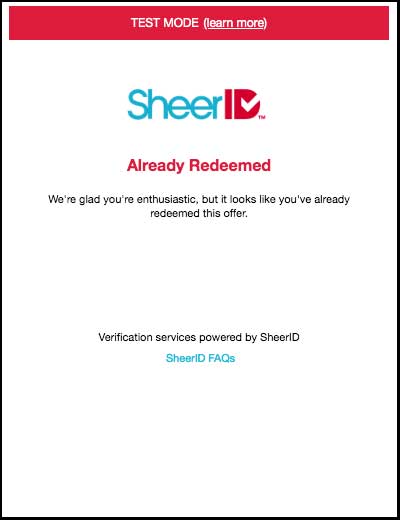 TEST MODE (learn more)
SheerID™
Already Redeemed
We're glad you're enthusiastic, but it looks like you've already
redeemed this offer.
Verification services powered by SheerID
SheerID FAQs